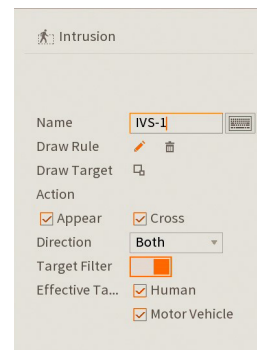 Intrusion
Name IVS-1
Draw Rule
Draw Target
Action
Appear Cross
Direction Both
Target Filter
Effective Ta... Human
Motor Vehicle